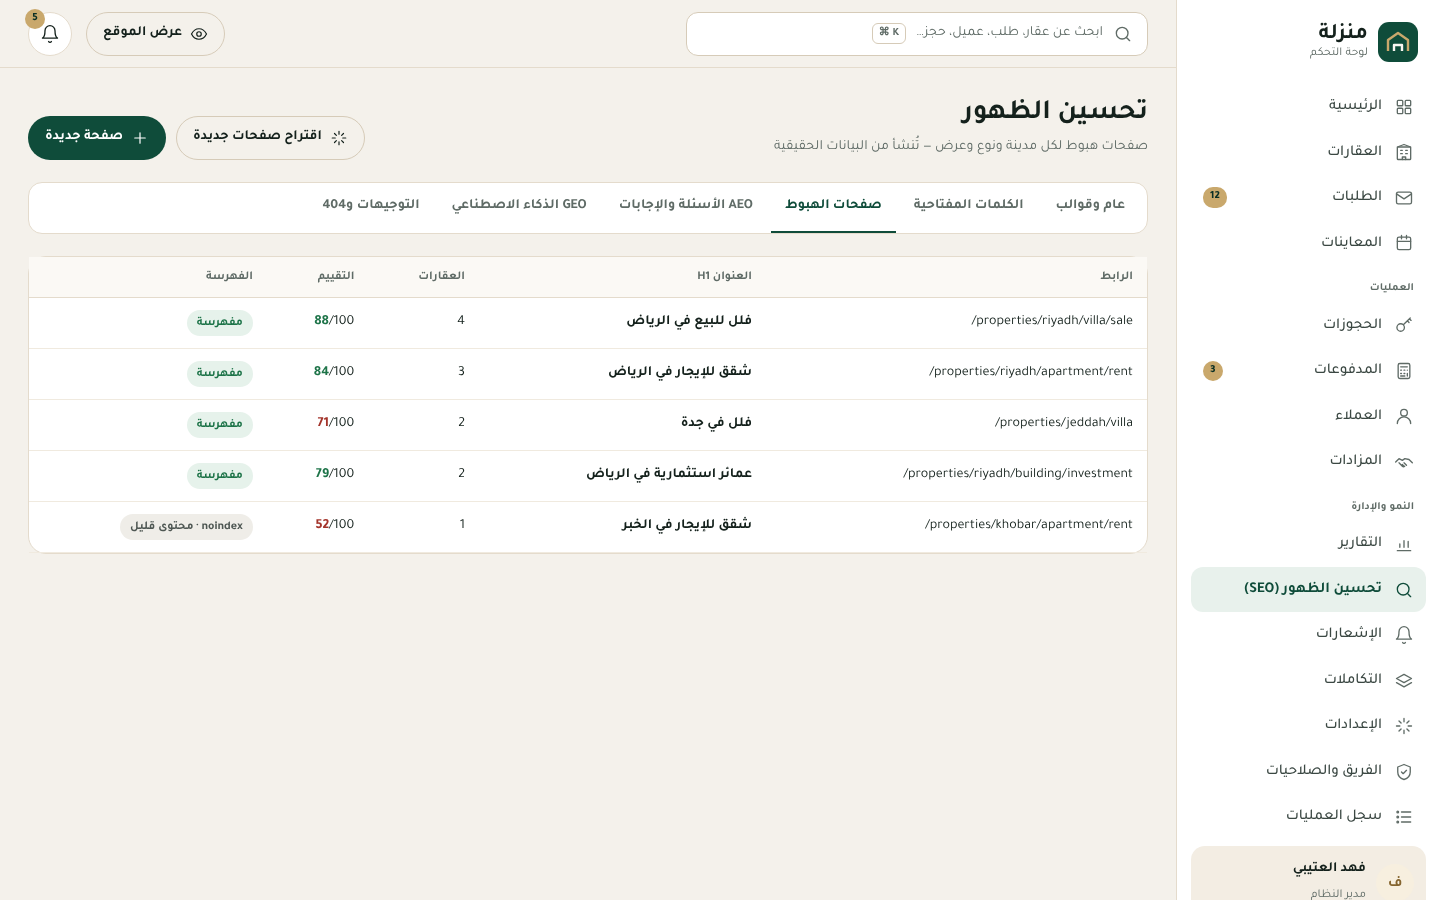 منزلة
لوحة التحكم
الرئيسية
العقارات
الطلبات 12
المعاينات
العمليات
الحجوزات
المدفوعات 3
العملاء
المزادات
النمو والإدارة
التقارير
تحسين الظهور (SEO)
الإشعارات
التكاملات
الإعدادات
الفريق والصلاحيات
سجل العمليات
ف
فهد العتيبي
مدير النظام
ابحث عن عقار، طلب، عميل، حجز… ⌘ K
عرض الموقع
5
تحسين الظهور
صفحات هبوط لكل مدينة ونوع وعرض — تُنشأ من البيانات الحقيقية
اقتراح صفحات جديدة
صفحة جديدة
عام وقوالب الكلمات المفتاحية صفحات الهبوط AEO الأسئلة والإجابات GEO الذكاء الاصطناعي التوجيهات و404
الرابط العنوان H1 العقارات التقييم الفهرسة
/properties/riyadh/villa/sale فلل للبيع في الرياض 4 88/100 مفهرسة
/properties/riyadh/apartment/rent شقق للإيجار في الرياض 3 84/100 مفهرسة
/properties/jeddah/villa فلل في جدة 2 71/100 مفهرسة
/properties/riyadh/building/investment عمائر استثمارية في الرياض 2 79/100 مفهرسة
/properties/khobar/apartment/rent شقق للإيجار في الخبر 1 52/100 noindex · محتوى قليل